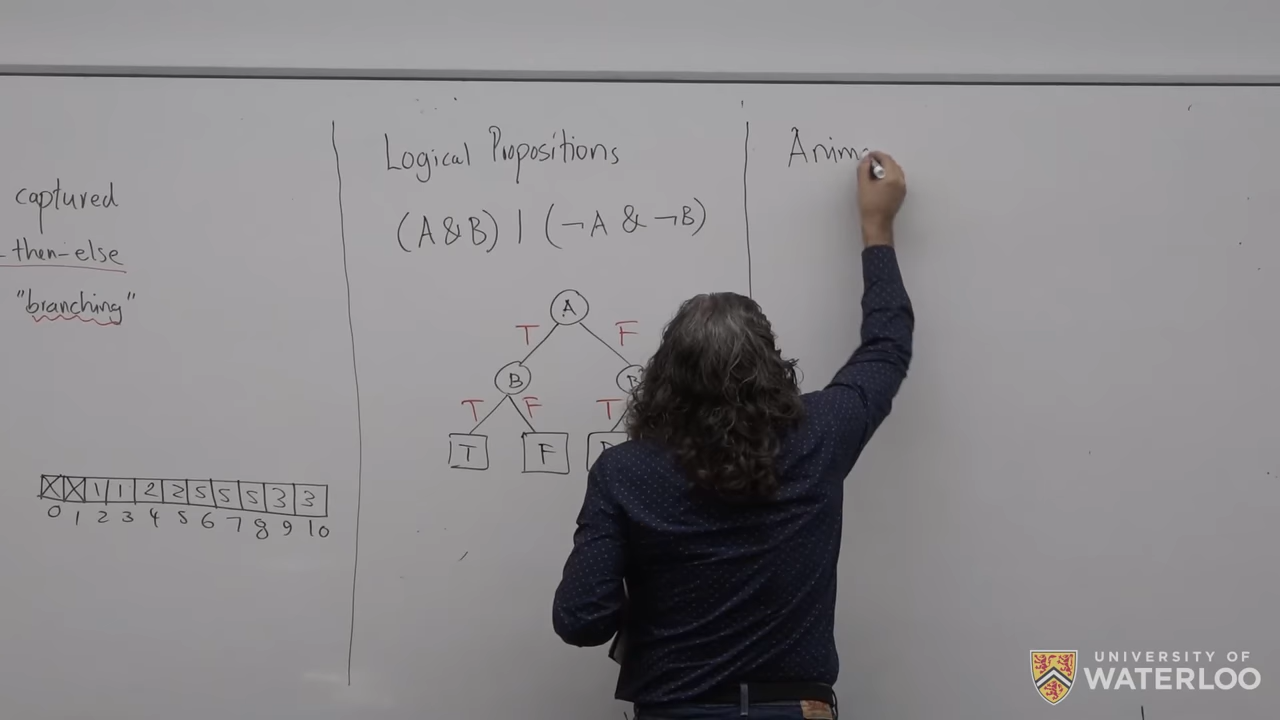 captured
-then-else
"branching"
X X 1 1 2 2 5 5 5 3 3
0 1 2 3 4 5 6 7 8 9 10
Logical Propositions
(A&B) | (¬A & ¬B)
A
T F
B B
T F T
T F
Anim
UNIVERSITY OF
WATERLOO